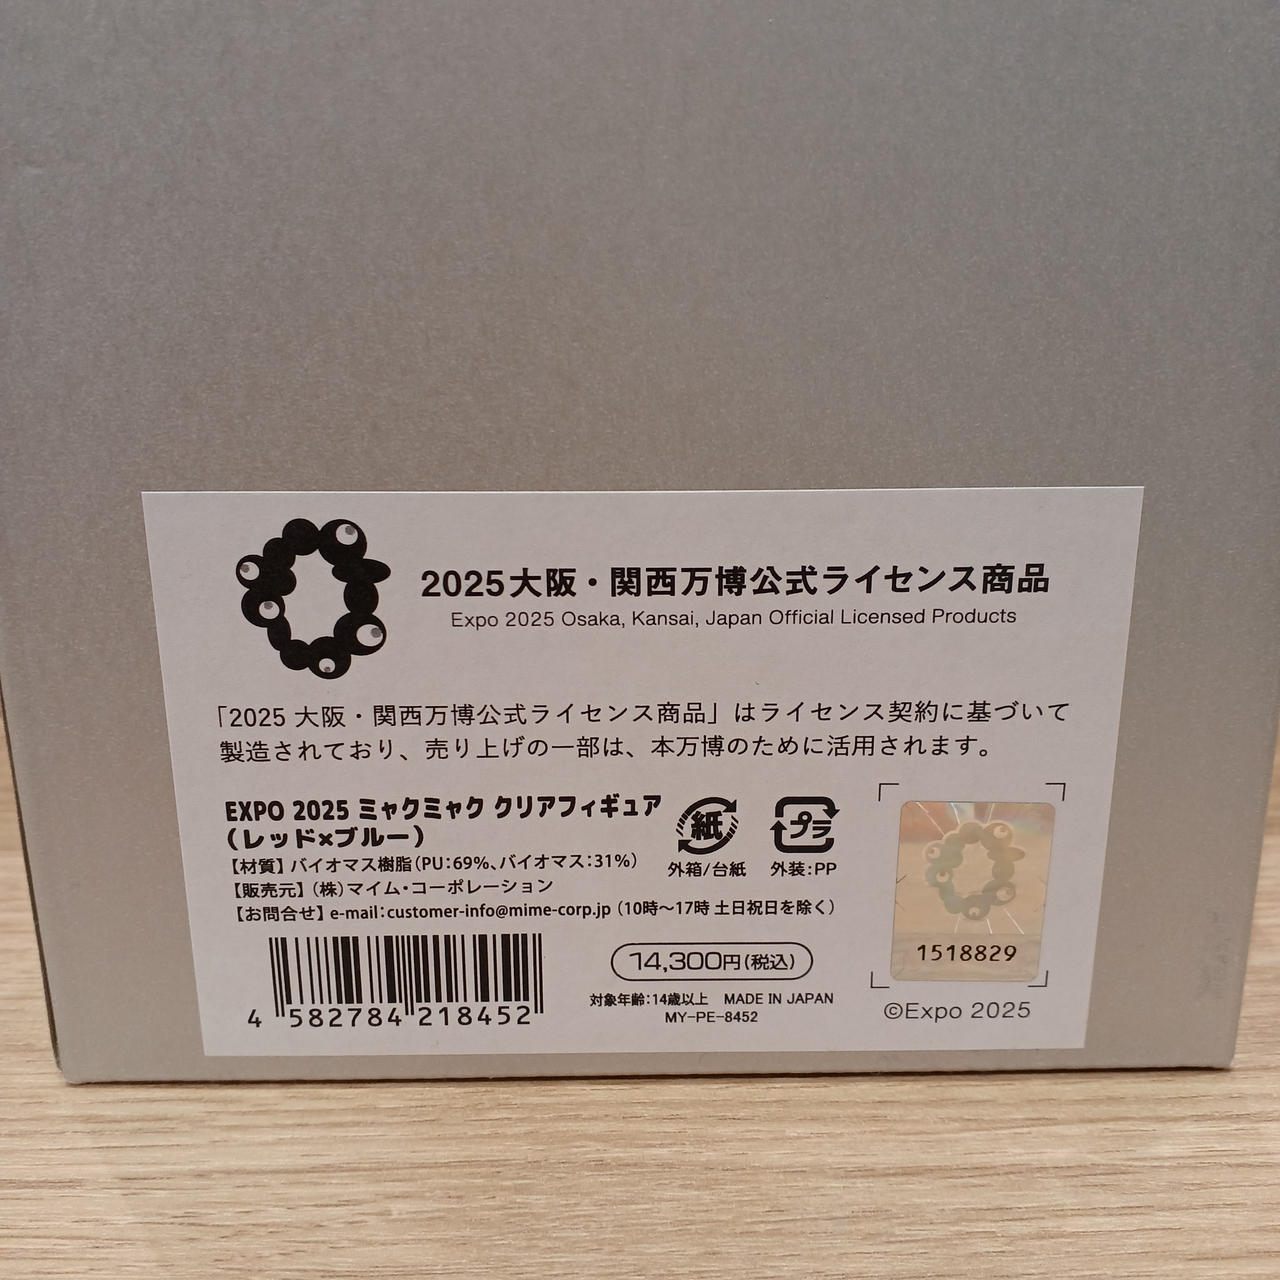 2025大阪・関西万博公式ライセンス商品
Expo 2025 Osaka, Kansai, Japan Official Licensed Products
「2025 大阪・関西万博公式ライセンス商品」はライセンス契約に基づいて
製造されており、売り上げの一部は、本万博のために活用されます。
EXPO 2025 ミャクミャク クリアフィギュア
（レッド×ブルー）
【材質】バイオマス樹脂（PU：69％、バイオマス：31％）
【販売元】（株）マイム・コーポレーション
【お問合せ】e-mail：customer-info@mime-corp.jp（10時～17時 土日祝日を除く）
紙
外箱/台紙
プラ
外装：PP
4 582784 218452
14,300円（税込）
対象年齢：14歳以上 MADE IN JAPAN
MY-PE-8452
1518829
©Expo 2025